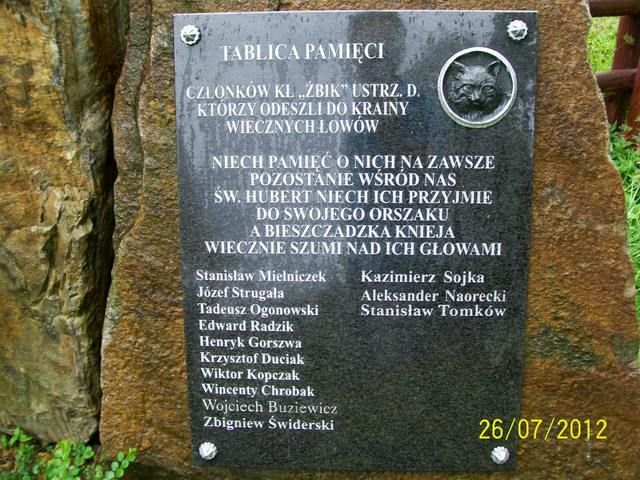 TABLICA PAMIĘCI
CZŁONKÓW KŁ „ŻBIK” USTRZ. D.
KTÓRZY ODESZLI DO KRAINY
WIECZNYCH ŁOWÓW
NIECH PAMIĘĆ O NICH NA ZAWSZE
POZOSTANIE WŚRÓD NAS
ŚW. HUBERT NIECH ICH PRZYJMIE
DO SWOJEGO ORSZAKU
A BIESZCZADZKA KNIEJA
WIECZNIE SZUMI NAD ICH GŁOWAMI
Stanisław Mielniczek
Józef Strugała
Tadeusz Ogonowski
Edward Radzik
Henryk Gorszwa
Krzysztof Duciak
Wiktor Kopczak
Wincenty Chrobak
Wojciech Buziewicz
Zbigniew Świderski
Kazimierz Sojka
Aleksander Naorecki
Stanisław Tomków
26/07/2012